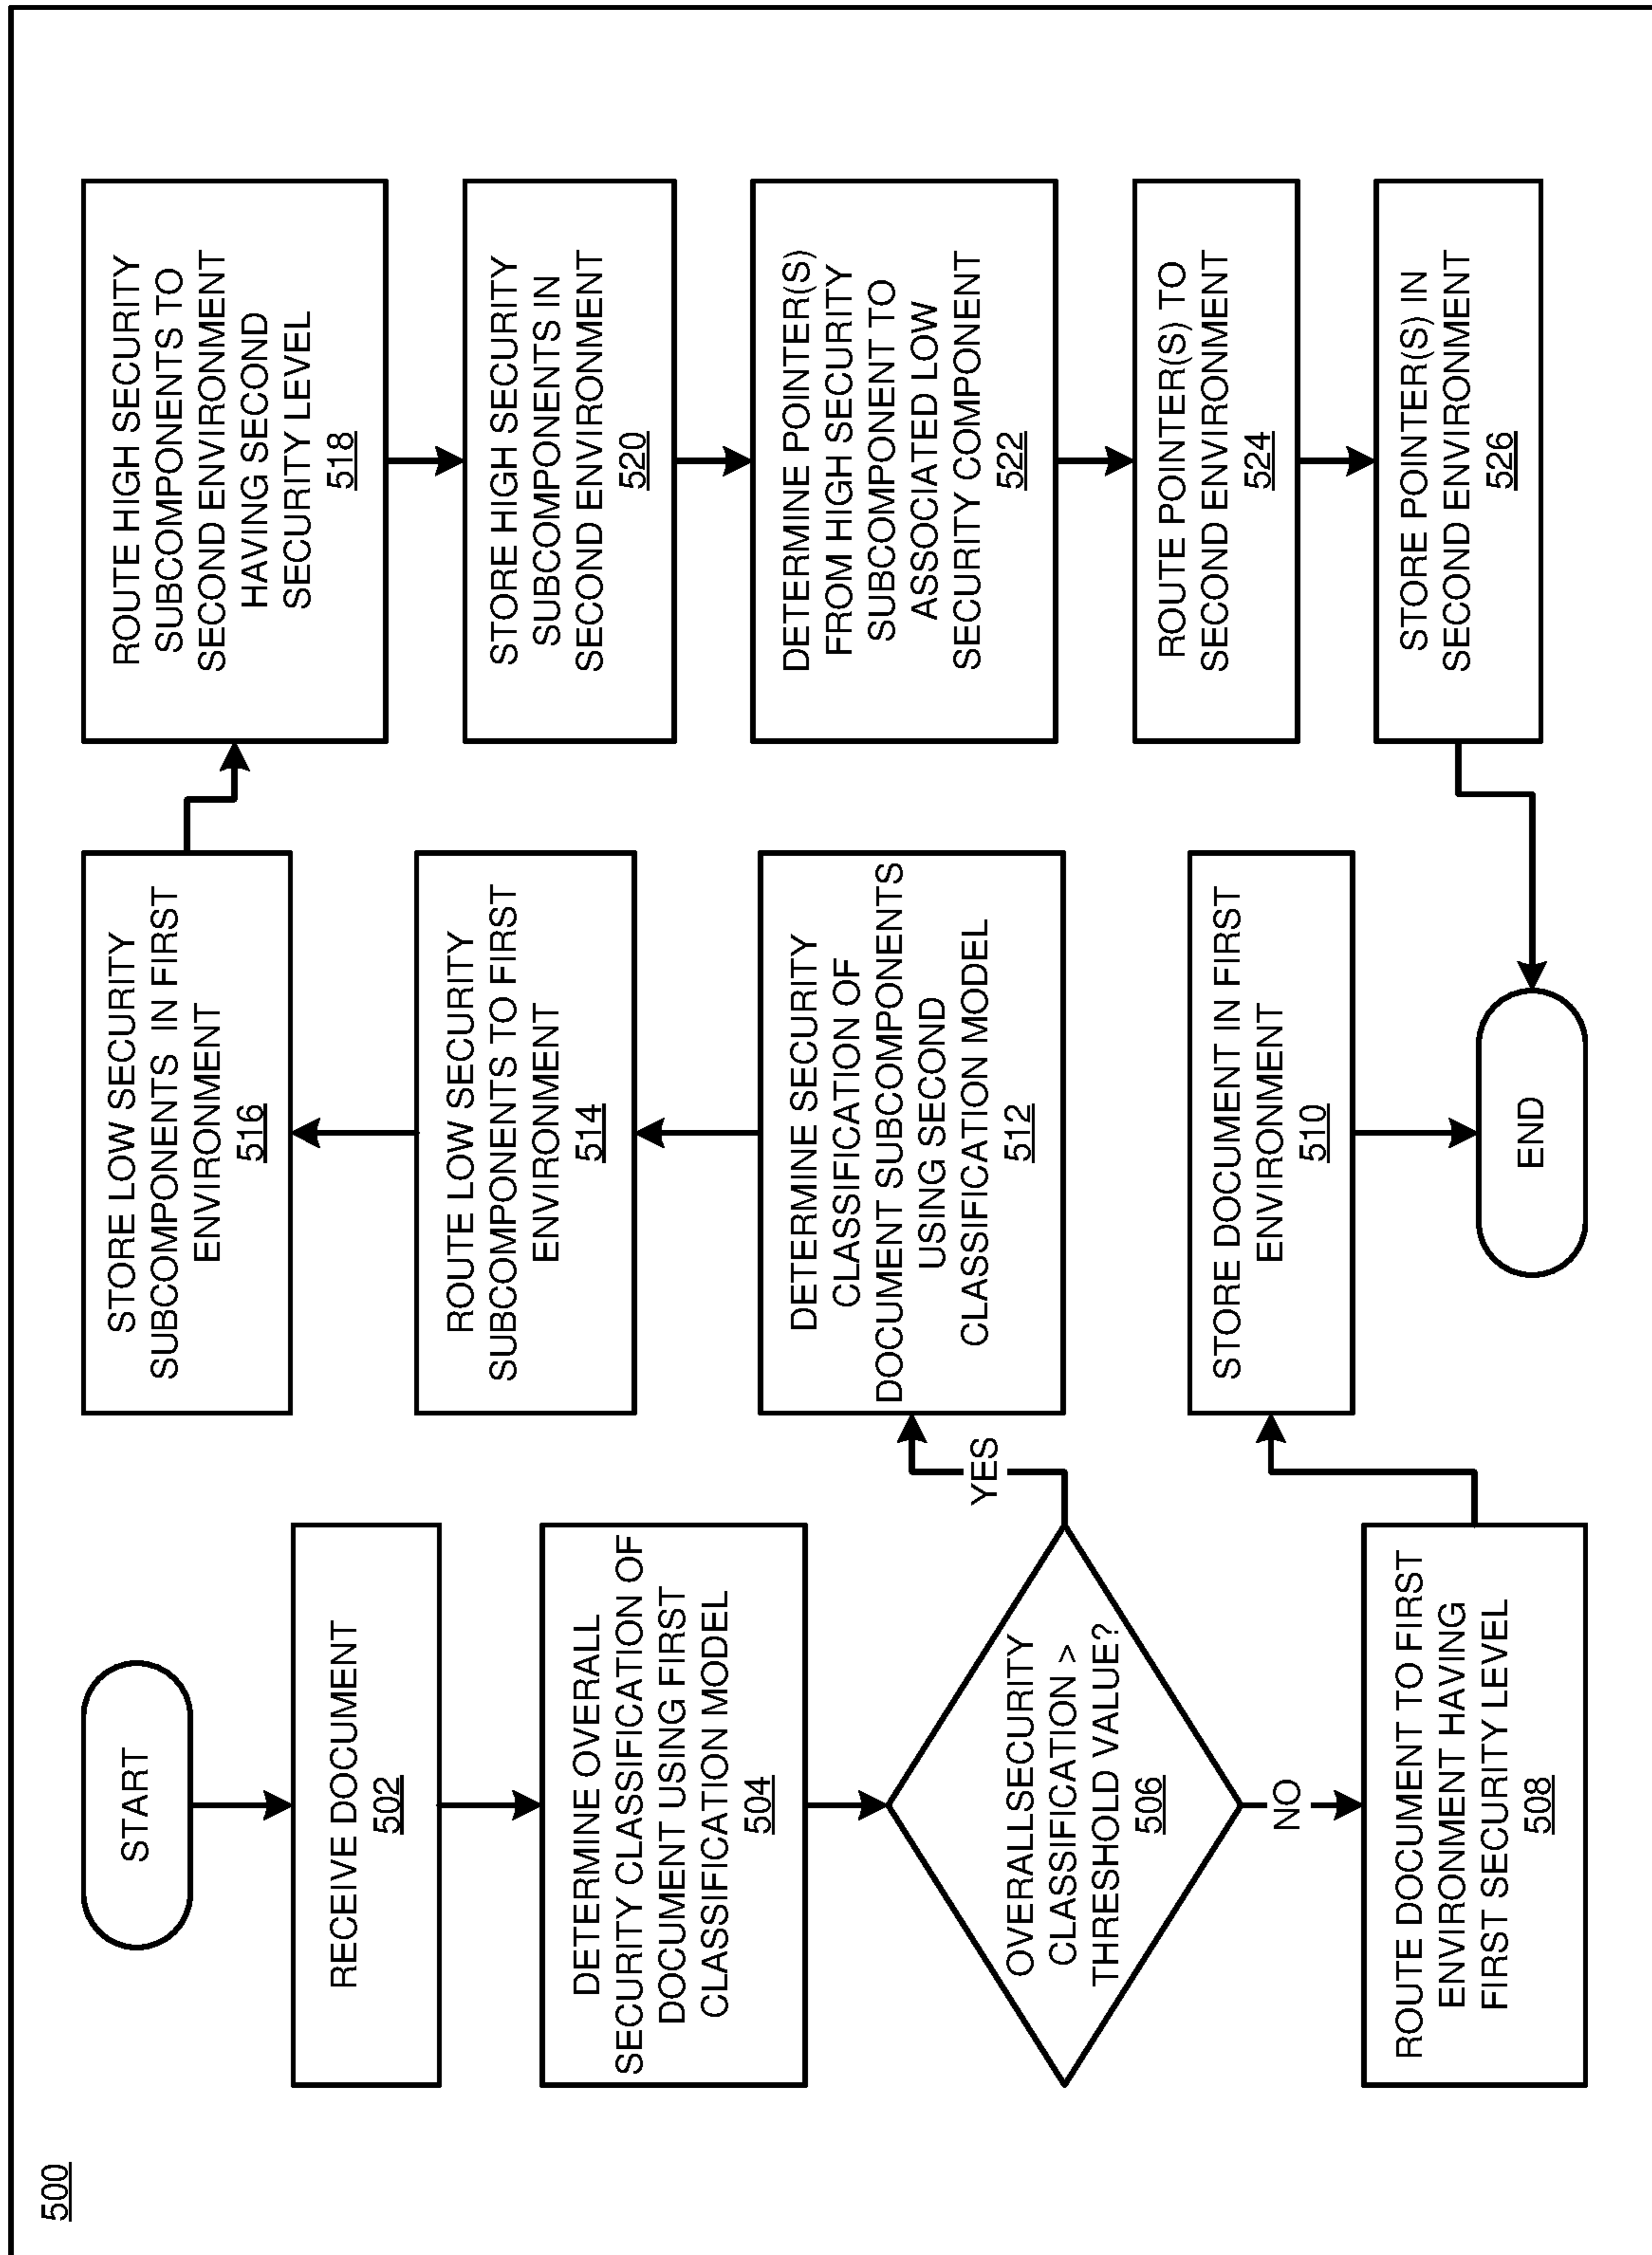 500
START
RECEIVE DOCUMENT
502
DETERMINE OVERALL
SECURITY CLASSIFICATION OF
DOCUMENT USING FIRST
CLASSIFICATION MODEL
504
OVERALLSECURITY
CLASSIFICATION >
THRESHOLD VALUE?
506
YES
NO
ROUTE DOCUMENT TO FIRST
ENVIRONMENT HAVING
FIRST SECURITY LEVEL
508
STORE DOCUMENT IN FIRST
ENVIRONMENT
510
DETERMINE SECURITY
CLASSIFICATION OF
DOCUMENT SUBCOMPONENTS
USING SECOND
CLASSIFICATION MODEL
512
ROUTE LOW SECURITY
SUBCOMPONENTS TO FIRST
ENVIRONMENT
514
STORE LOW SECURITY
SUBCOMPONENTS IN FIRST
ENVIRONMENT
516
ROUTE HIGH SECURITY
SUBCOMPONENTS TO
SECOND ENVIRONMENT
HAVING SECOND
SECURITY LEVEL
518
STORE HIGH SECURITY
SUBCOMPONENTS IN
SECOND ENVIRONMENT
520
DETERMINE POINTER(S)
FROM HIGH SECURITY
SUBCOMPONENT TO
ASSOCIATED LOW
SECURITY COMPONENT
522
ROUTE POINTER(S) TO
SECOND ENVIRONMENT
524
STORE POINTER(S) IN
SECOND ENVIRONMENT
526
END